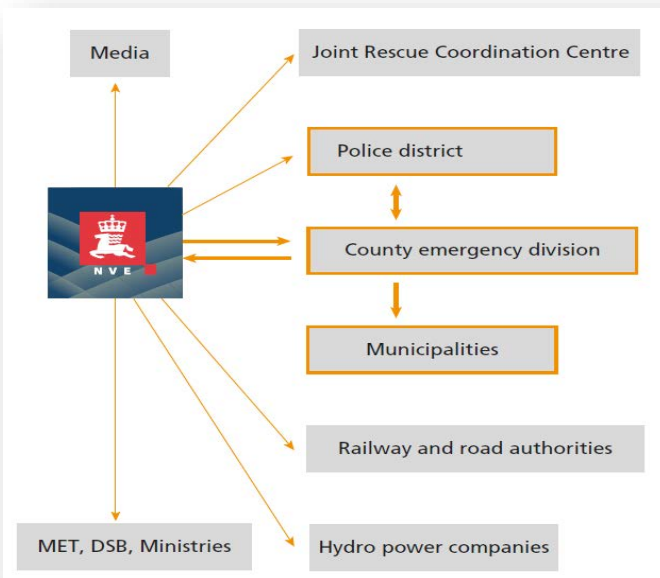 Media
Joint Rescue Coordination Centre
Police district
NVE
County emergency division
Municipalities
Railway and road authorities
MET, DSB, Ministries
Hydro power companies